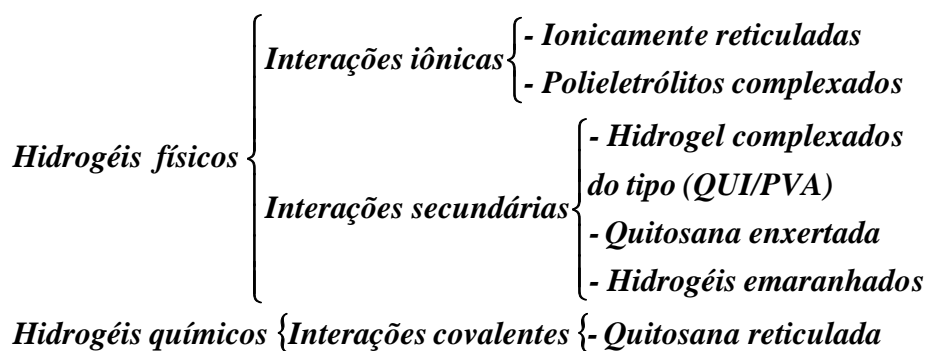 Interações iônicas
- Ionicamente reticuladas
- Polieletrólitos complexados
Hidrogéis físicos
Interações secundárias
- Hidrogel complexados
do tipo (QUI/PVA)
- Quitosana enxertada
- Hidrogéis emaranhados
Hidrogéis químicos {Interações covalentes {- Quitosana reticulada